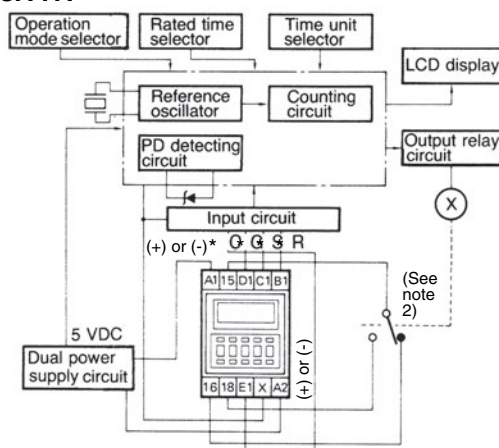 Operation
mode selector
Rated time
selector
Time unit
selector
LCD display
Reference
oscillator
Counting
circuit
PD detecting
circuit
Output relay
circuit
X
Input circuit
(+) or (-)* O G S R
A1 15 D1 C1 B1
(See
note
2)
5 VDC
Dual power
supply circuit
(+) or (-)
16 18 E1 X A2